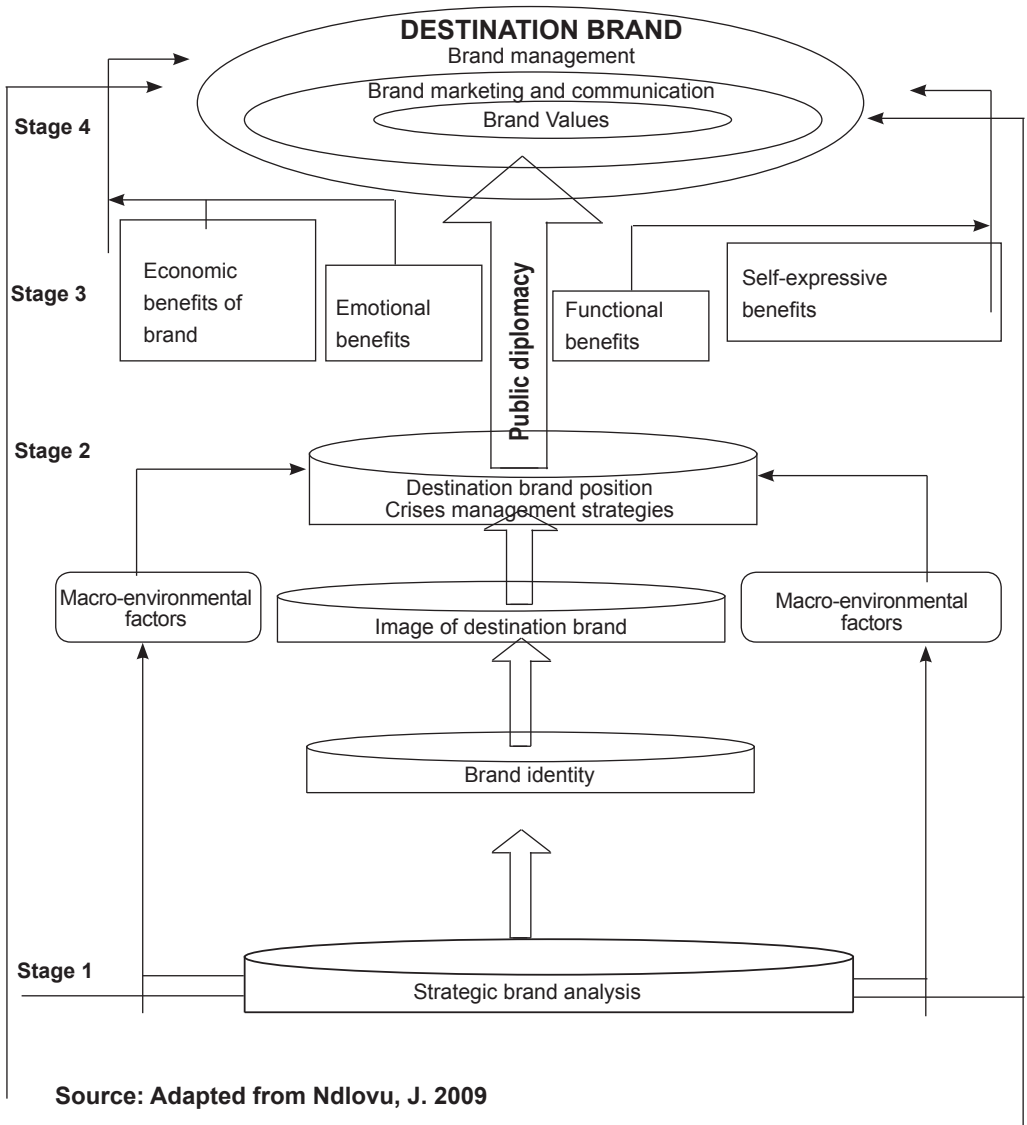 DESTINATION BRAND
Brand management
Brand marketing and communication
Brand Values
Stage 4
Economic
benefits of
brand
Emotional
benefits
Public diplomacy
Functional
benefits
Self-expressive
benefits
Stage 3
Stage 2
Destination brand position
Crises management strategies
Macro-environmental
factors
Image of destination brand
Macro-environmental
factors
Brand identity
Stage 1
Strategic brand analysis
Source: Adapted from Ndlovu, J. 2009